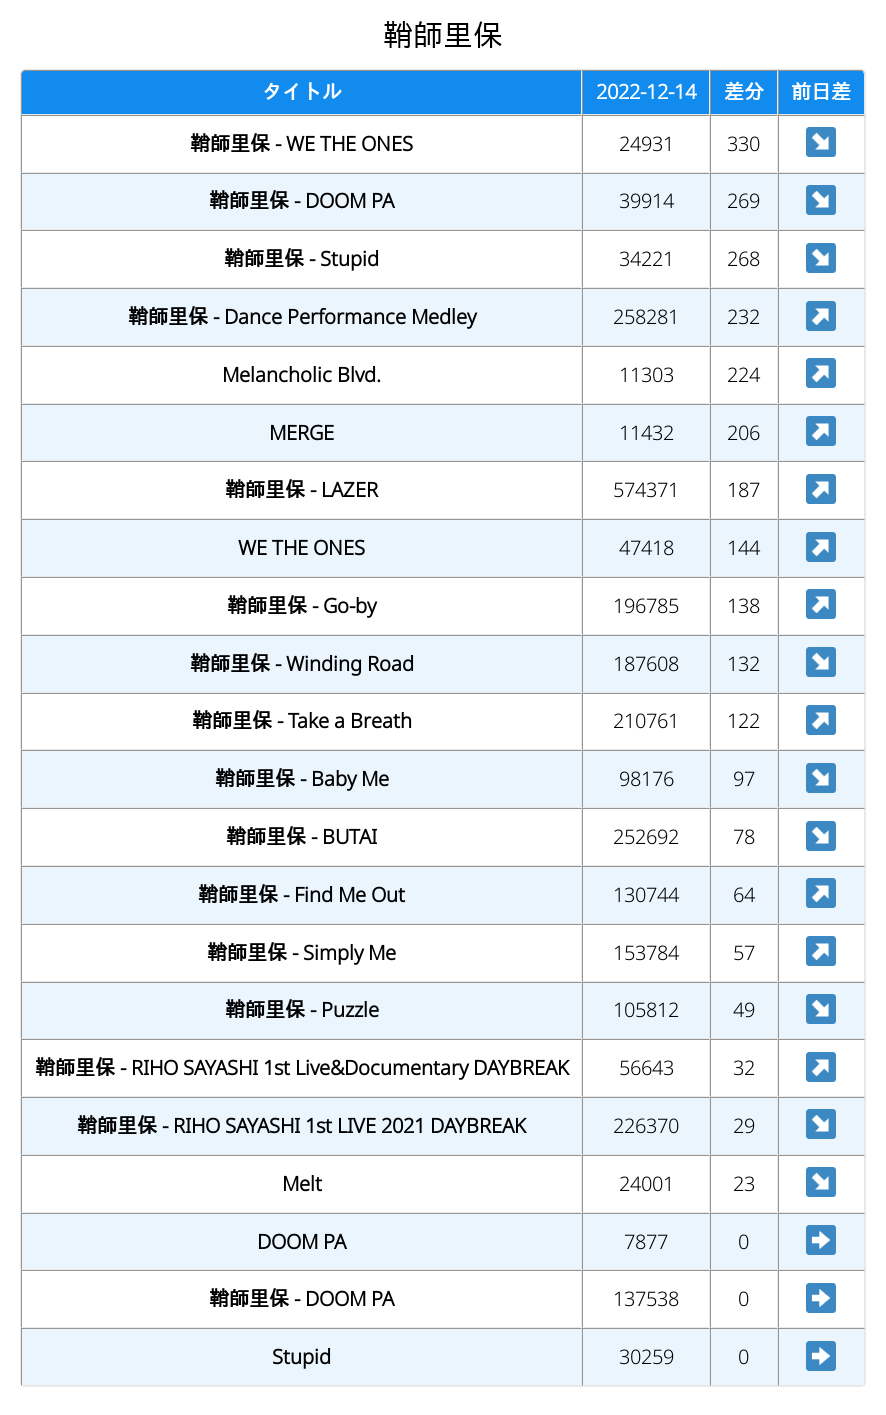 鞘師里保
タイトル 2022-12-14 差分 前日差
鞘師里保 - WE THE ONES 24931 330 ↘
鞘師里保 - DOOM PA 39914 269 ↘
鞘師里保 - Stupid 34221 268 ↘
鞘師里保 - Dance Performance Medley 258281 232 ↗
Melancholic Blvd. 11303 224 ↗
MERGE 11432 206 ↗
鞘師里保 - LAZER 574371 187 ↗
WE THE ONES 47418 144 ↗
鞘師里保 - Go-by 196785 138 ↗
鞘師里保 - Winding Road 187608 132 ↘
鞘師里保 - Take a Breath 210761 122 ↗
鞘師里保 - Baby Me 98176 97 ↘
鞘師里保 - BUTAI 252692 78 ↘
鞘師里保 - Find Me Out 130744 64 ↗
鞘師里保 - Simply Me 153784 57 ↗
鞘師里保 - Puzzle 105812 49 ↘
鞘師里保 - RIHO SAYASHI 1st Live&Documentary DAYBREAK 56643 32 ↗
鞘師里保 - RIHO SAYASHI 1st LIVE 2021 DAYBREAK 226370 29 ↘
Melt 24001 23 ↘
DOOM PA 7877 0 ➡
鞘師里保 - DOOM PA 137538 0 ➡
Stupid 30259 0 ➡